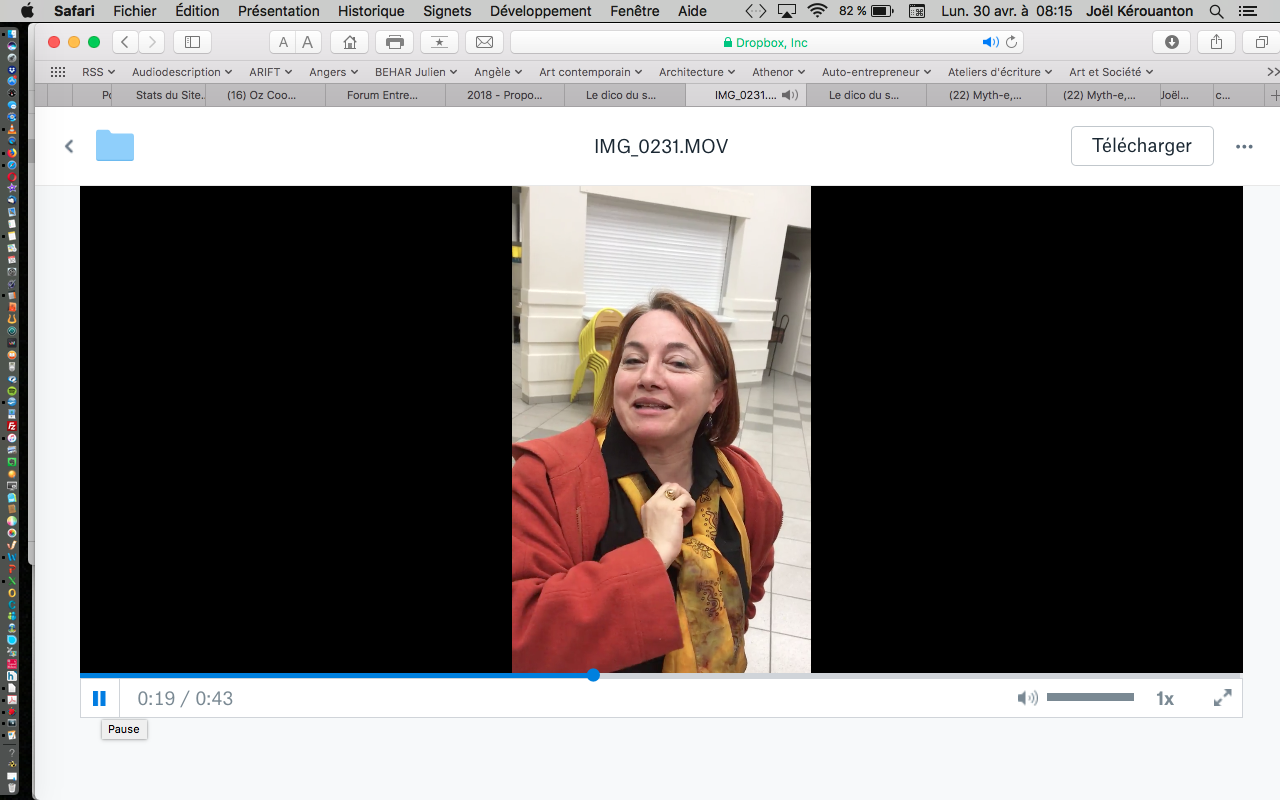 Safari Fichier Édition Présentation Historique Signets Développement Fenêtre Aide 82 % Lun. 30 avr. à 08:15 Joël Kérouanton
A A Dropbox, Inc
RSS Audiodescription ARIFT Angers BEHAR Julien Angèle Art contemporain Architecture Athenor Auto-entrepreneur Ateliers d'écriture Art et Société
Stats du Site.. (16) Oz Coo... Forum Entre... 2018 - Propo... Le dico du s... IMG_0231.... Le dico du s... (22) Myth-e,... (22) Myth-e,... Joël... c...
IMG_0231.MOV Télécharger
0:19 / 0:43 1x
Pause